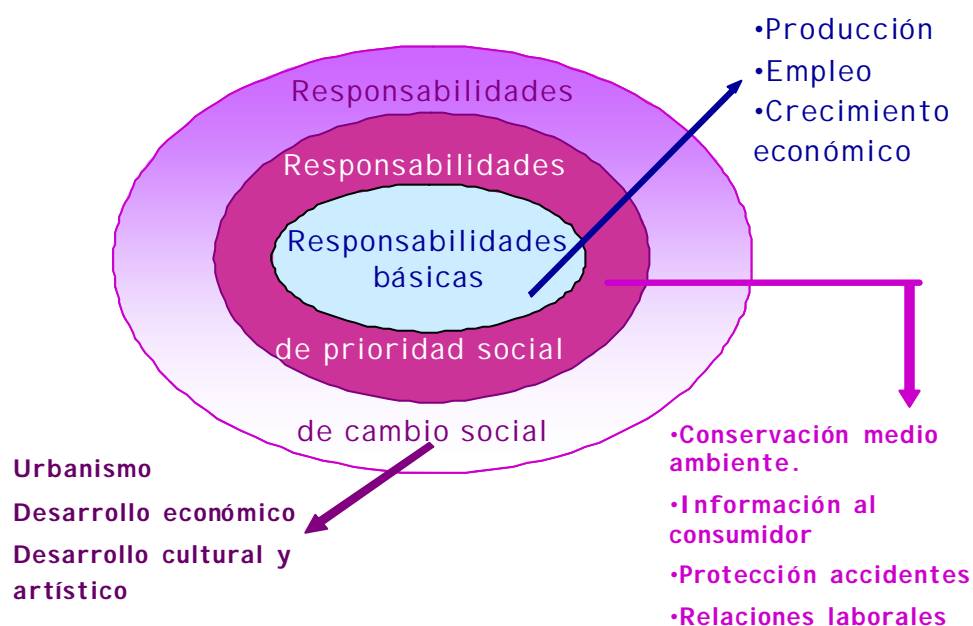 •Producción
•Empleo
•Crecimiento
económico
Responsabilidades
Responsabilidades
Responsabilidades
básicas
de prioridad social
de cambio social
Urbanismo
Desarrollo económico
Desarrollo cultural y
artístico
•Conservación medio
ambiente.
•Información al
consumidor
•Protección accidentes
•Relaciones laborales